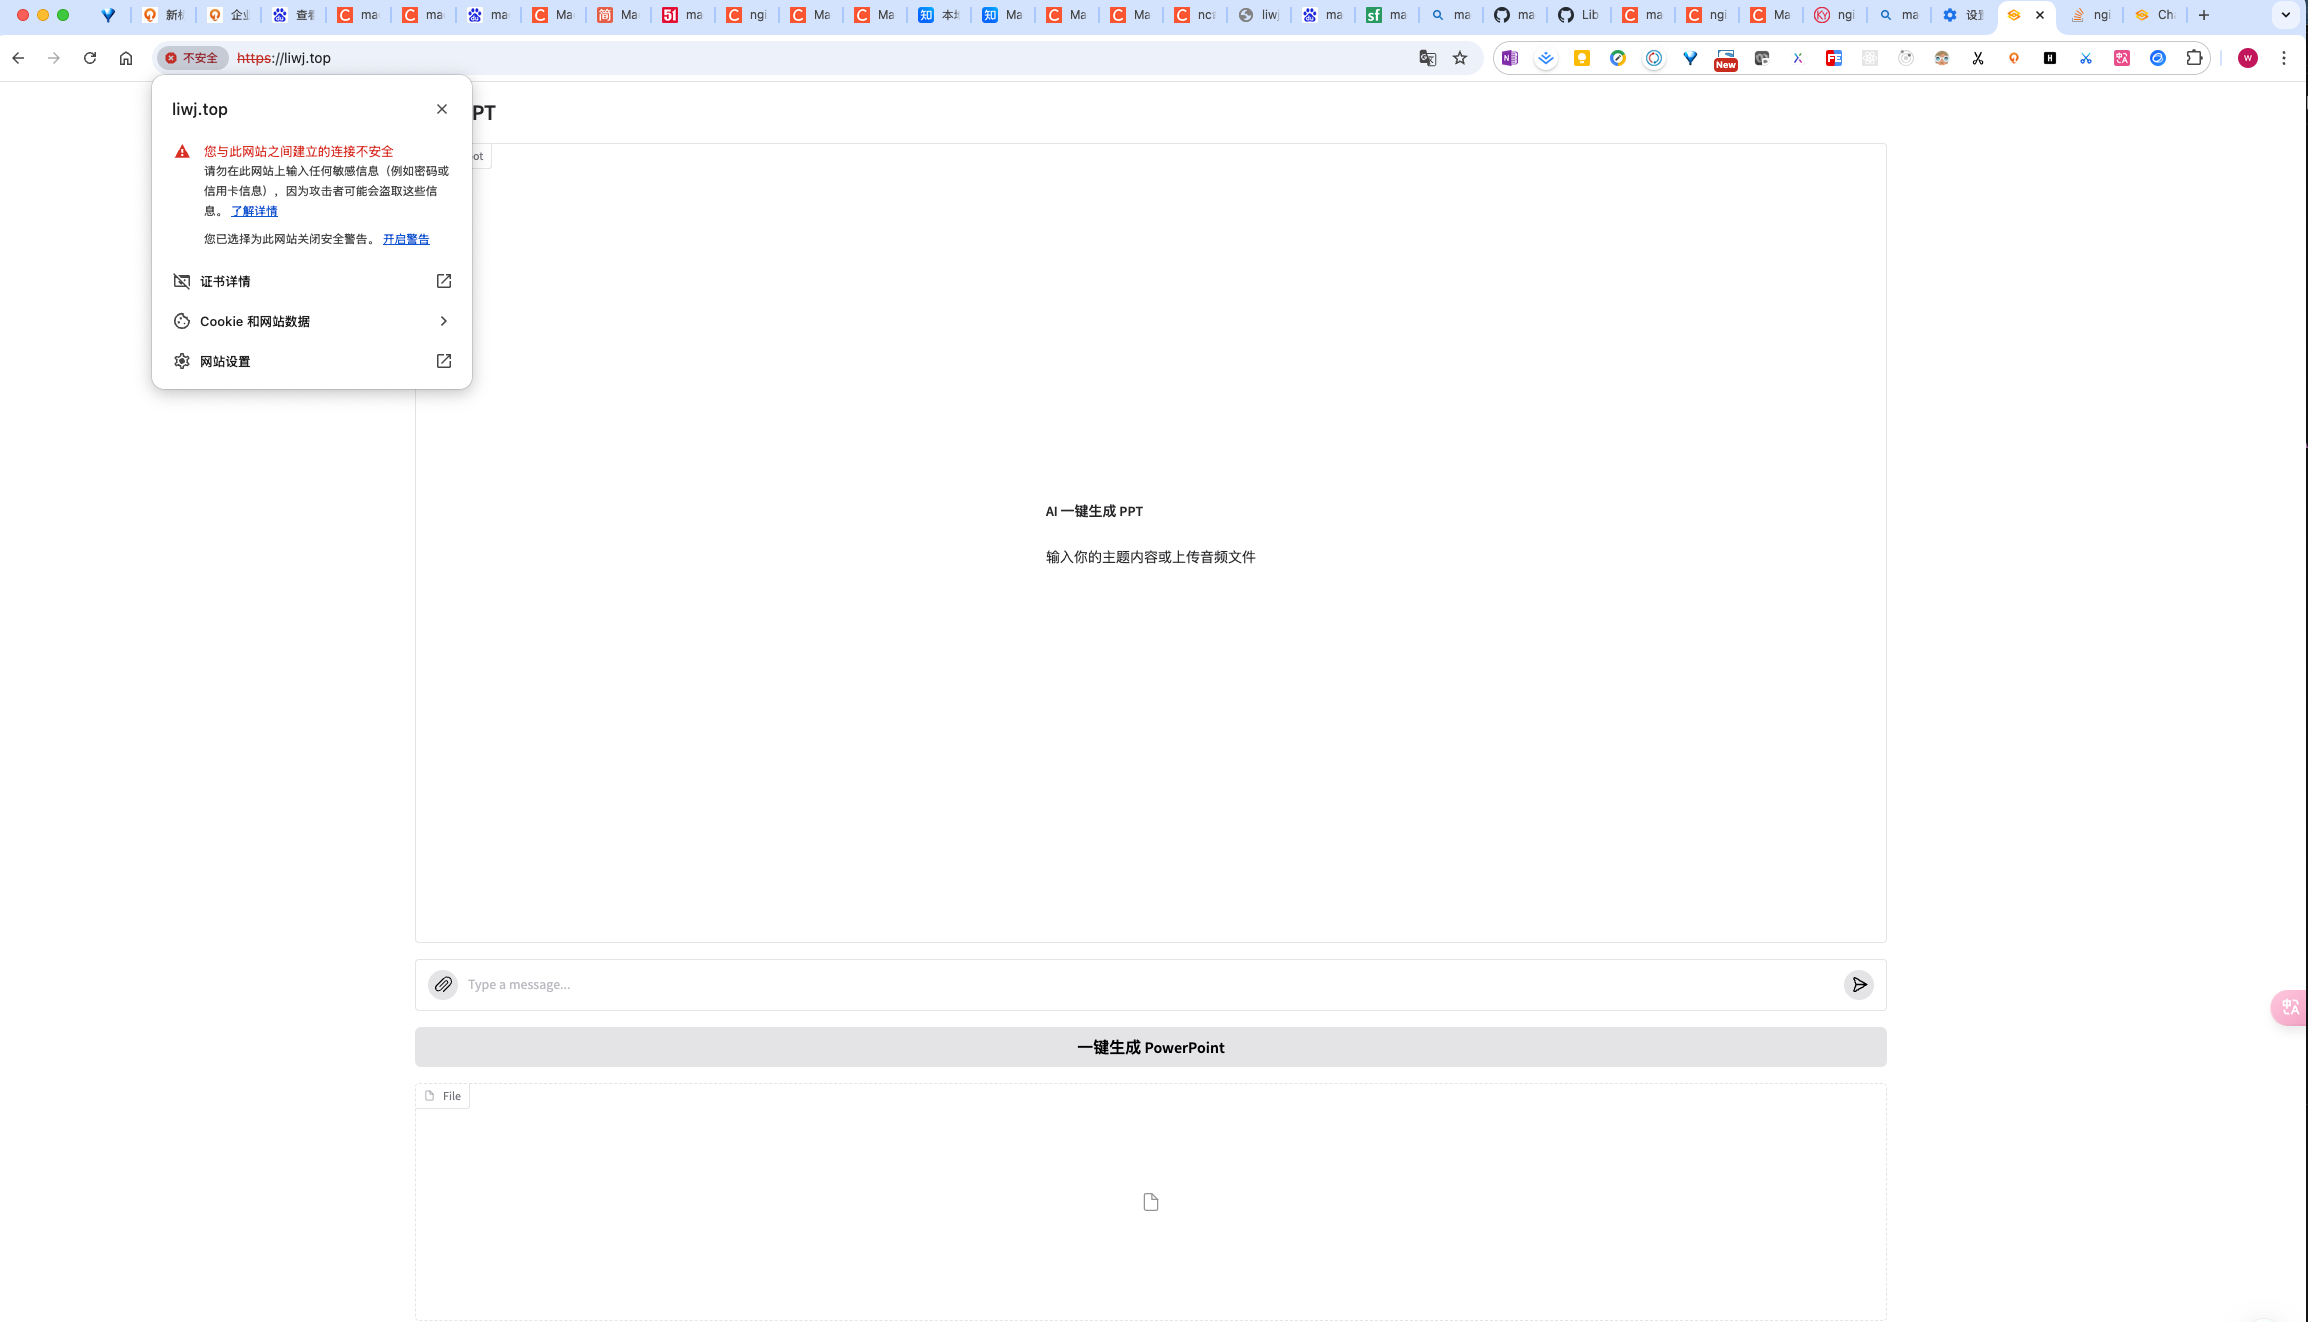 新标
企业
查看
ma
ma
ma
Ma
Ma
51
ma
ngi
Ma
Ma
本地
Ma
Ma
Ma
nc
liwj
ma
sf
ma
ma
ma
Lib
ma
ngi
Ma
ngi
ma
设置
ngi
Ch
不安全
https://liwj.top
New
W
liwj.top
您与此网站之间建立的连接不安全
请勿在此网站上输入任何敏感信息（例如密码或
信用卡信息），因为攻击者可能会盗取这些信
息。 了解详情
您已选择为此网站关闭安全警告。 开启警告
证书详情
Cookie 和网站数据
网站设置
PT
ot
AI 一键生成 PPT
输入你的主题内容或上传音频文件
Type a message...
一键生成 PowerPoint
File